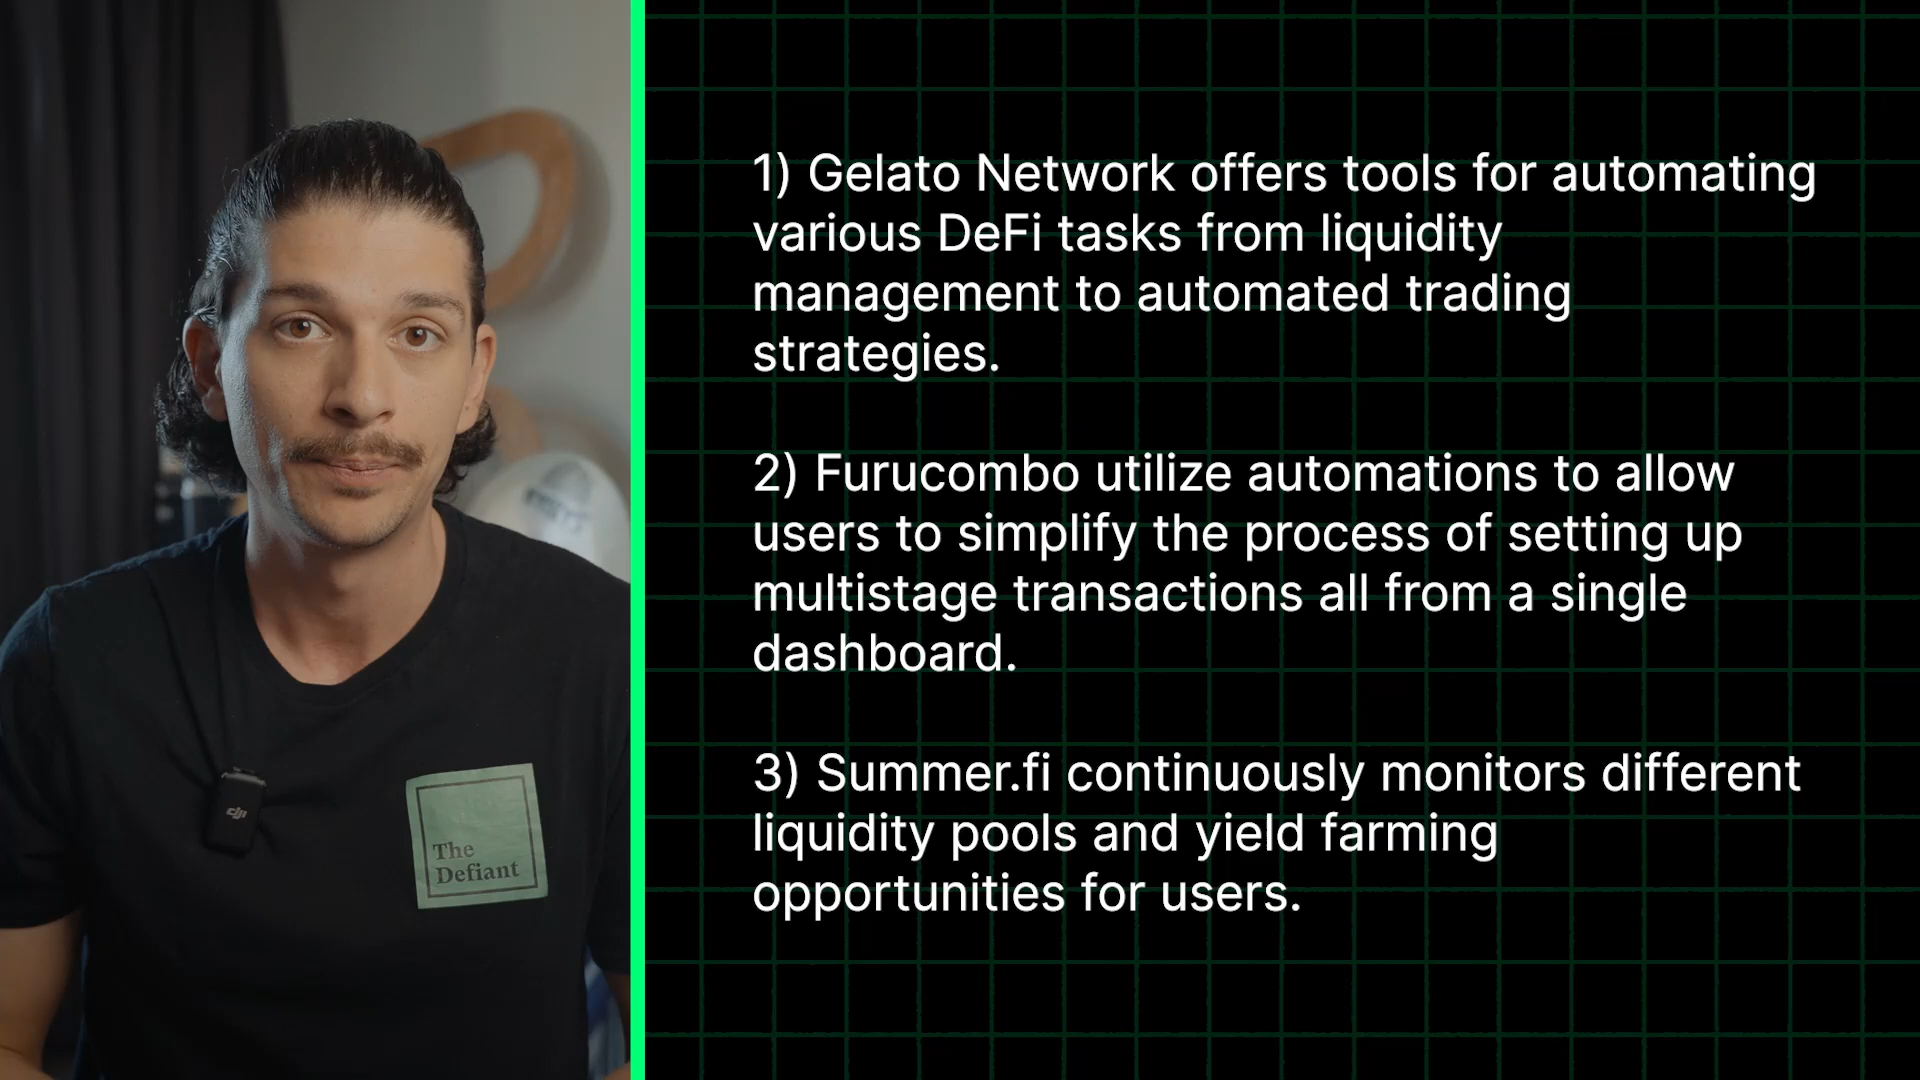 1) Gelato Network offers tools for automating
various DeFi tasks from liquidity
management to automated trading
strategies.
2) Furucombo utilize automations to allow
users to simplify the process of setting up
multistage transactions all from a single
dashboard.
3) Summer.fi continuously monitors different
liquidity pools and yield farming
opportunities for users.
dji
The
Defiant